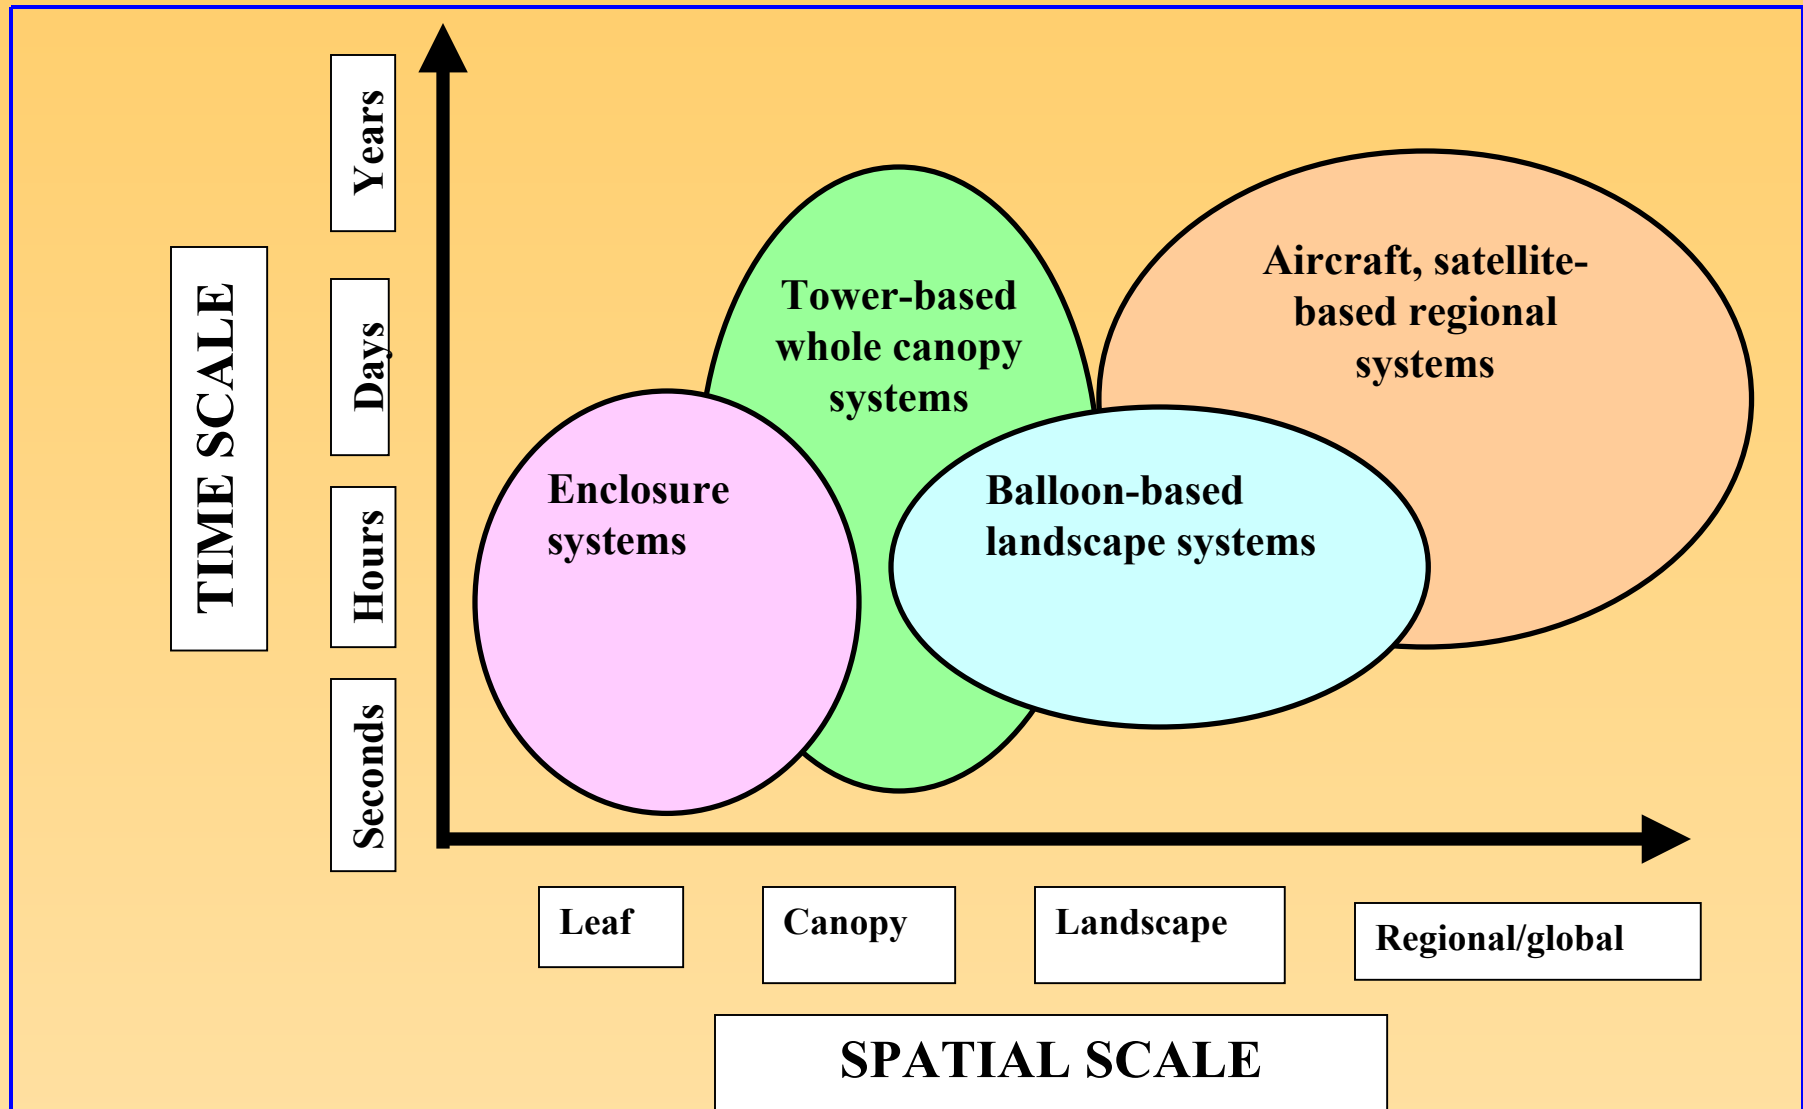 Years
Days
Hours
Seconds
TIME SCALE
Tower-based
whole canopy
systems
Aircraft, satellite-
based regional
systems
Enclosure
systems
Balloon-based
landscape systems
Leaf
Canopy
Landscape
Regional/global
SPATIAL SCALE